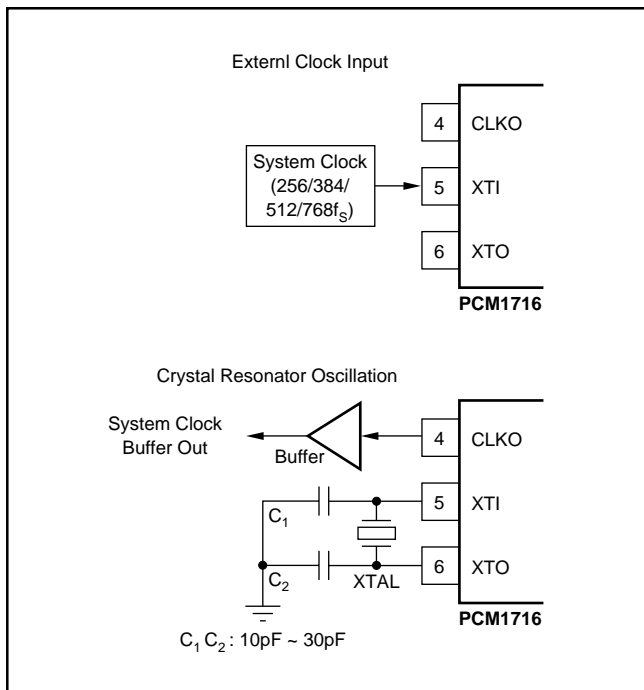 Externl Clock Input
4 CLKO
System Clock
(256/384/
512/768fS)
5 XTI
6 XTO
PCM1716
Crystal Resonator Oscillation
System Clock
Buffer Out
Buffer
4 CLKO
C1
5 XTI
C2
XTAL
6 XTO
PCM1716
C1 C2 : 10pF ~ 30pF